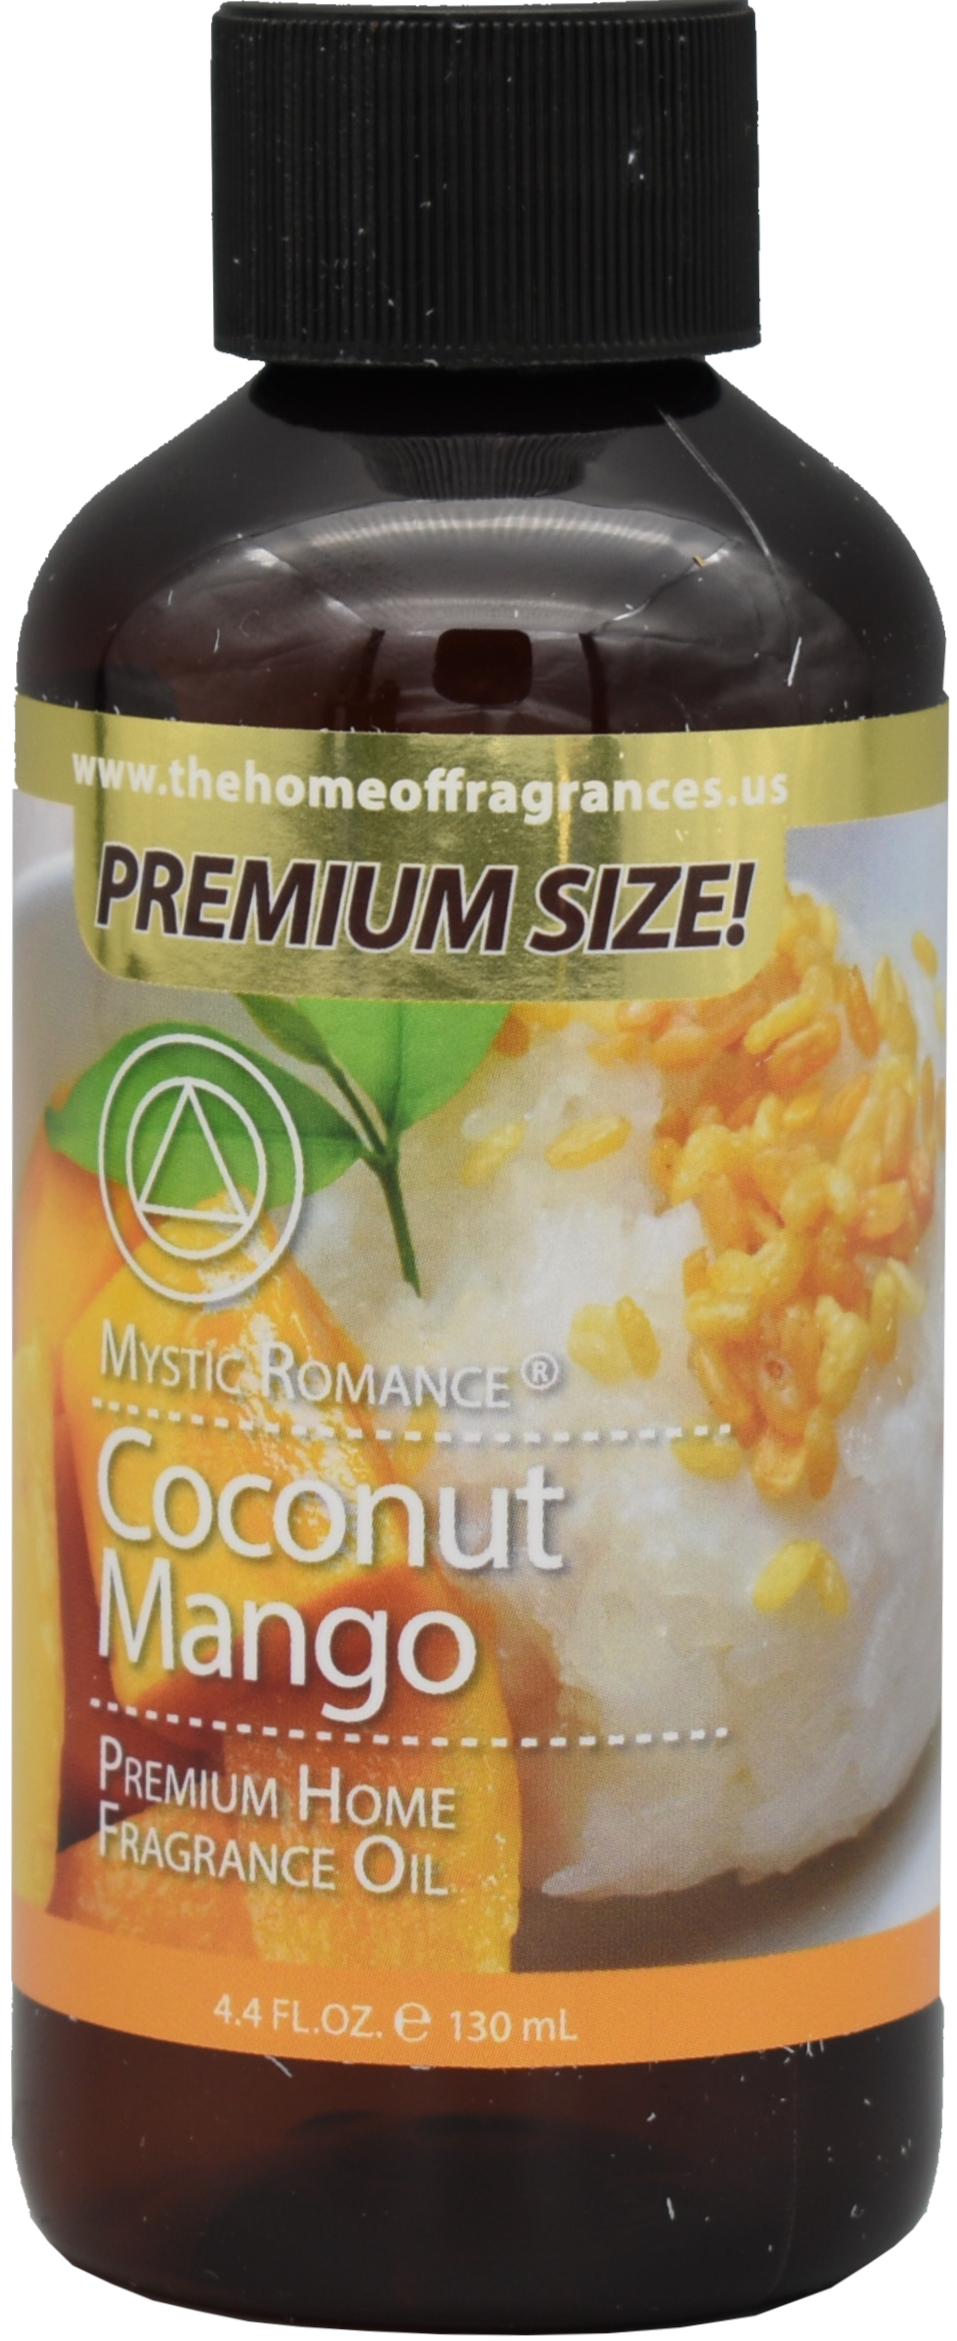 www.thehomeoffragrances.us
PREMIUM SIZE!
MYSTIC ROMANCE®
Coconut
Mango
PREMIUM HOME
FRAGRANCE OIL
4.4 FL.OZ. ℮ 130 mL